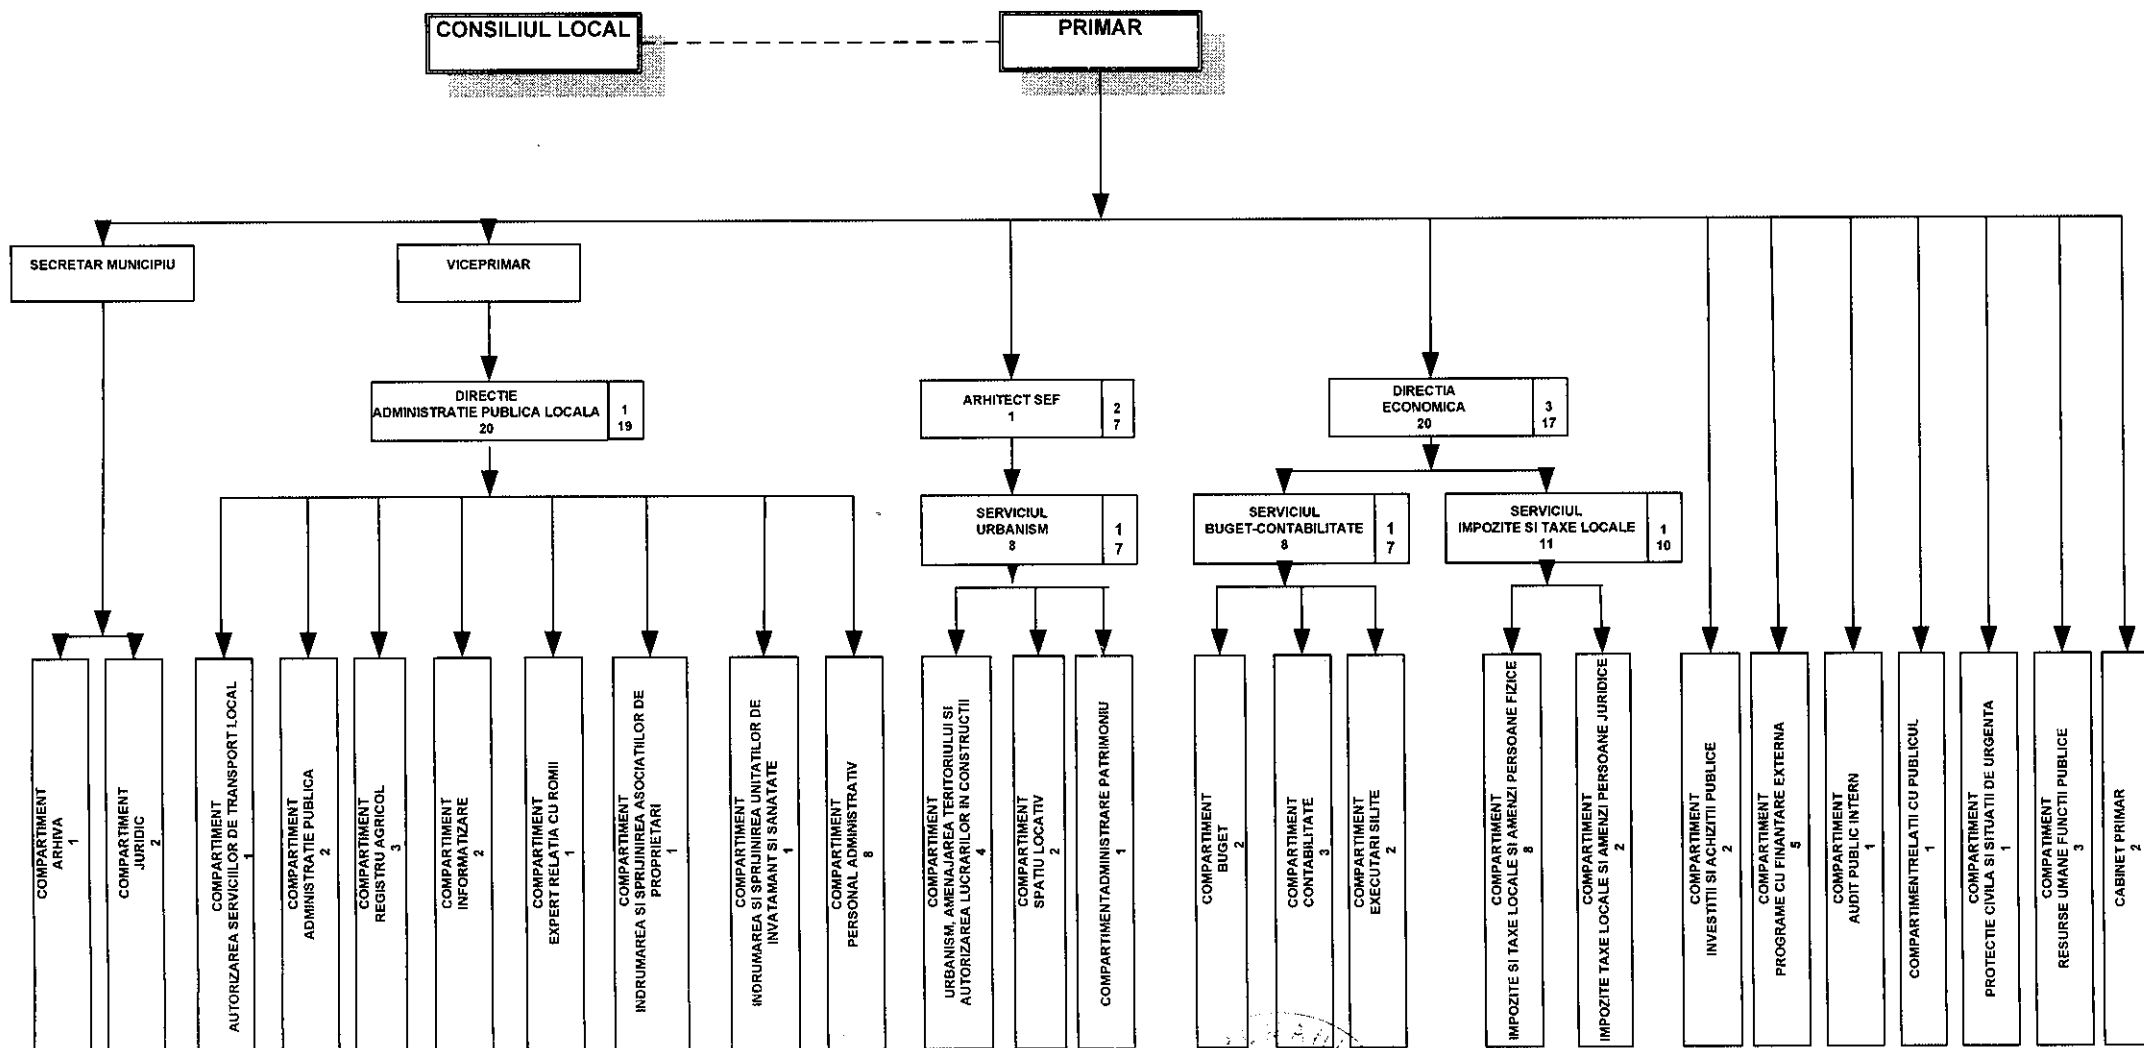 CONSILIUL LOCAL
PRIMAR
SECRETAR MUNICIPIU
VICEPRIMAR
DIRECTIE
ADMINISTRATIE PUBLICA LOCALA
20
1
19
ARHITECT SEF
1
2
7
DIRECTIA
ECONOMICA
20
3
17
SERVICIUL
URBANISM
8
1
7
SERVICIUL
BUGET-CONTABILITATE
8
1
7
SERVICIUL
IMPOZITE SI TAXE LOCALE
11
1
10
COMPARTIMENT
ARHIVA
1
COMPARTIMENT
JURIDIC
2
COMPARTIMENT
AUTORIZAREA SERVICIILOR DE TRANSPORT LOCAL
1
COMPARTIMENT
ADMINISTRATIE PUBLICA
2
COMPARTIMENT
REGISTRU AGRICOL
3
COMPARTIMENT
INFORMATIZARE
2
COMPARTIMENT
EXPERT RELATIA CU ROMII
1
COMPARTIMENT
INDRUMAREA SI SPRIJINIREA ASOCIATIILOR DE
PROPRIETARI
1
COMPARTIMENT
INDRUMAREA SI SPRIJINIREA UNITATILOR DE
INVATAMANT SI SANATATE
1
COMPARTIMENT
PERSONAL ADMINISTRATIV
8
COMPARTIMENT
URBANISM, AMENAJAREA TERITORIULUI SI
AUTORIZAREA LUCRARILOR IN CONSTRUCTII
4
COMPARTIMENT
SPATIU LOCATIV
2
COMPARTIMENTADMINISTRARE PATRIMONIU
1
COMPARTIMENT
BUGET
2
COMPARTIMENT
CONTABILITATE
3
COMPARTIMENT
EXECUTARI SILITE
2
COMPARTIMENT
IMPOZITE SI TAXE LOCALE SI AMENZI PERSOANE FIZICE
8
COMPARTIMENT
IMPOZITE TAXE LOCALE SI AMENZI PERSOANE JURIDICE
2
COMPARTIMENT
INVESTITII SI ACHIZITII PUBLICE
2
COMPARTIMENT
PROGRAME CU FINANTARE EXTERNA
5
COMPARTIMENT
AUDIT PUBLIC INTERN
1
COMPARTIMENTRELATII CU PUBLICUL
1
COMPARTIMENT
PROTECTIE CIVILA SI SITUATII DE URGENTA
1
COMPATIMENT
RESURSE UMANE FUNCTII PUBLICE
3
CABINET PRIMAR
2